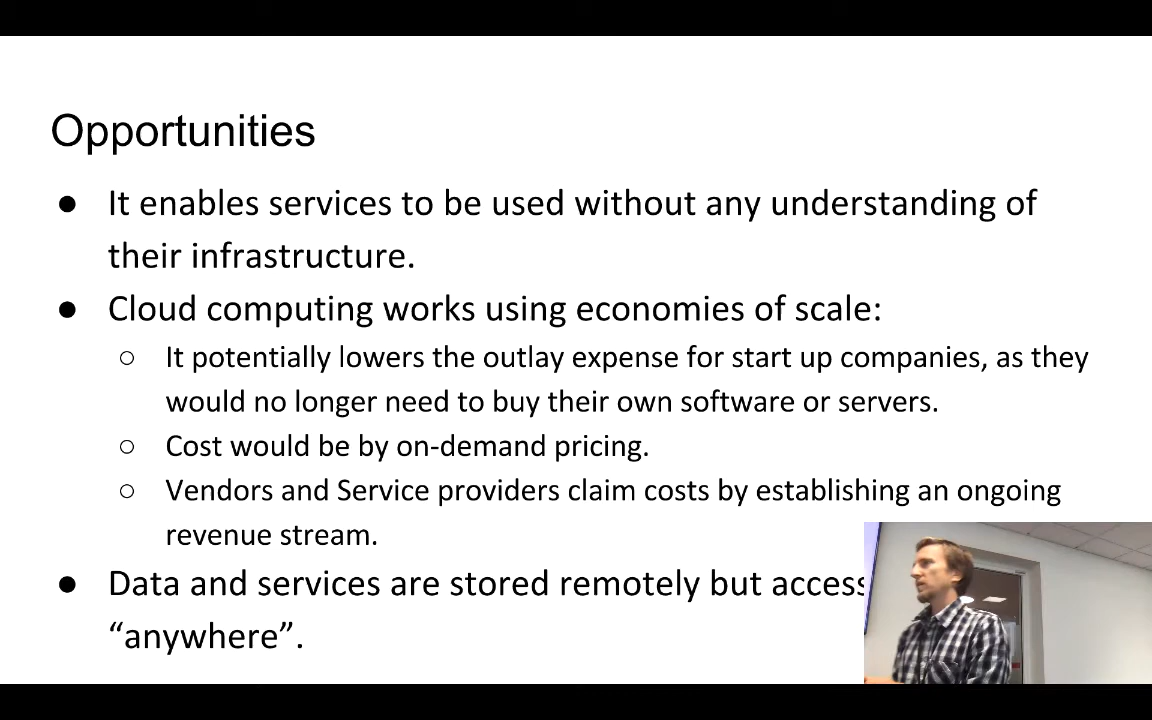 Opportunities
● It enables services to be used without any understanding of
their infrastructure.
● Cloud computing works using economies of scale:
○ It potentially lowers the outlay expense for start up companies, as they
would no longer need to buy their own software or servers.
○ Cost would be by on-demand pricing.
○ Vendors and Service providers claim costs by establishing an ongoing
revenue stream.
● Data and services are stored remotely but
“anywhere”.